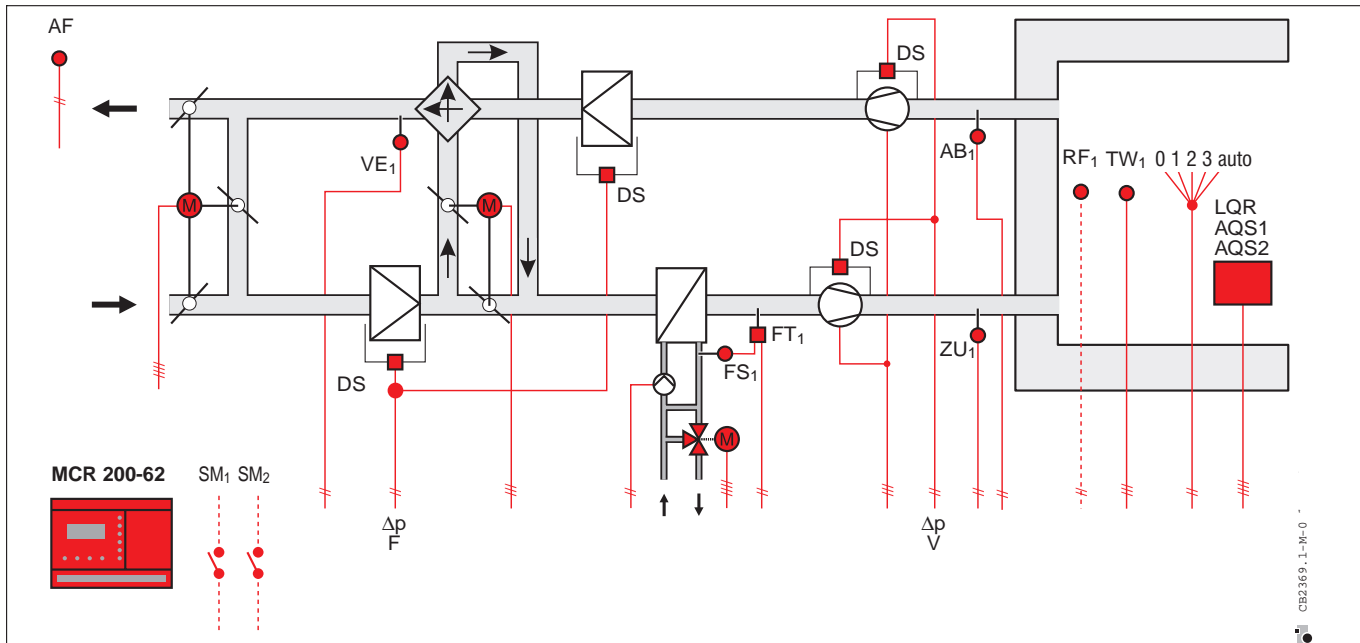 AF
DS
VE1
DS
AB1
RF1 TW1 0 1 2 3 auto
LQR
AQS1
AQS2
M
M
DS
FT1
ZU1
DS
FS1
M
MCR 200-62
SM1 SM2
Δp
F
Δp
V
CB2369.1-M-0